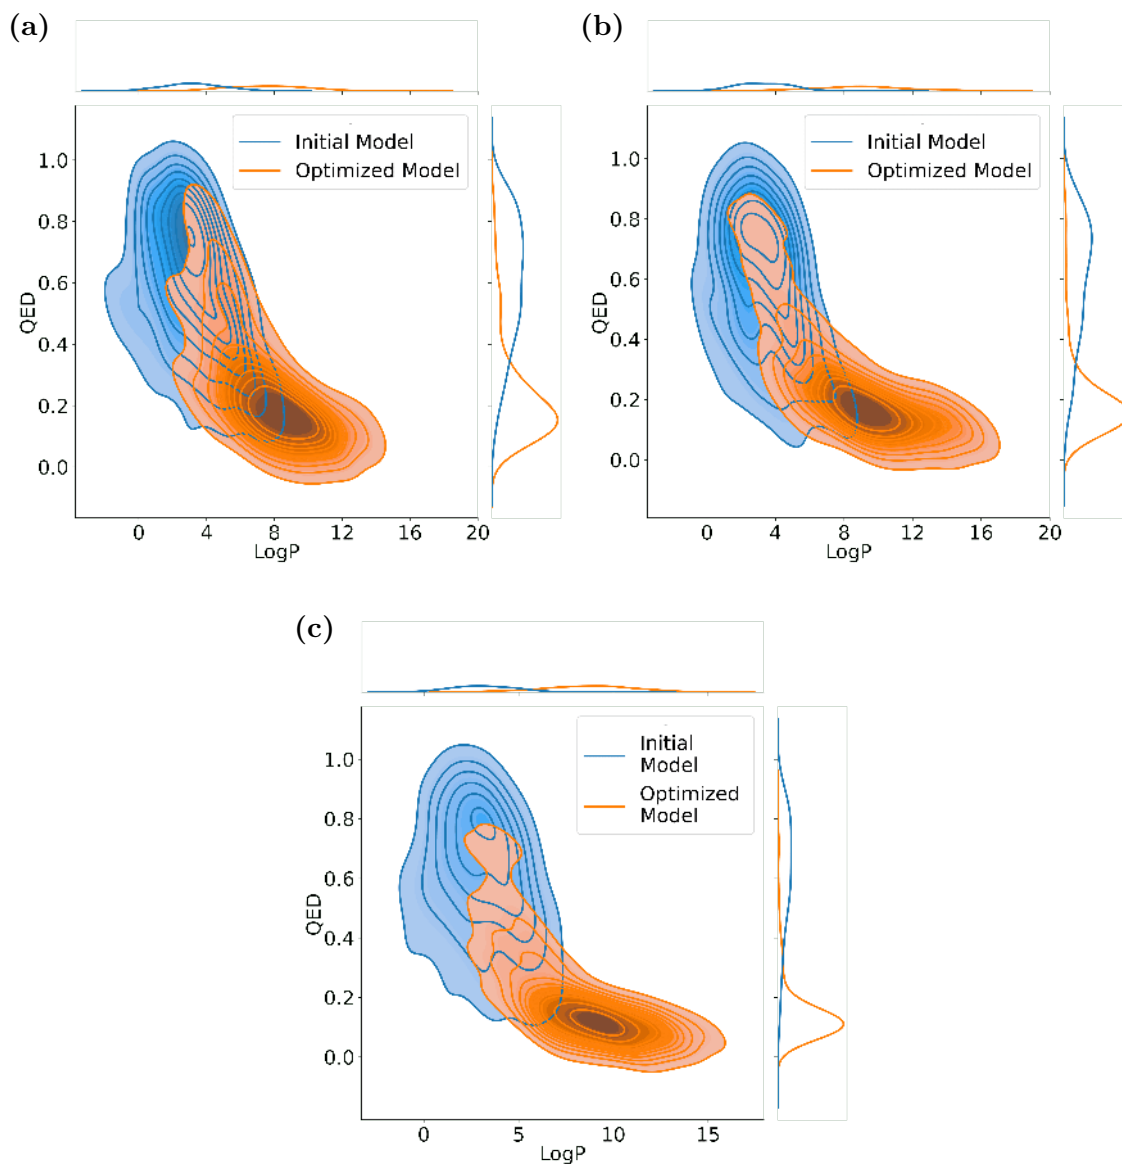 (a)
Initial Model
Optimized Model
1.0
0.8
0.6
0.4
0.2
0.0
QED
0 4 8 12 16 20
LogP
(b)
Initial Model
Optimized Model
1.0
0.8
0.6
0.4
0.2
0.0
QED
0 4 8 12 16 20
LogP
(c)
Initial
Model
Optimized
Model
1.0
0.8
0.6
0.4
0.2
0.0
QED
0 5 10 15
LogP